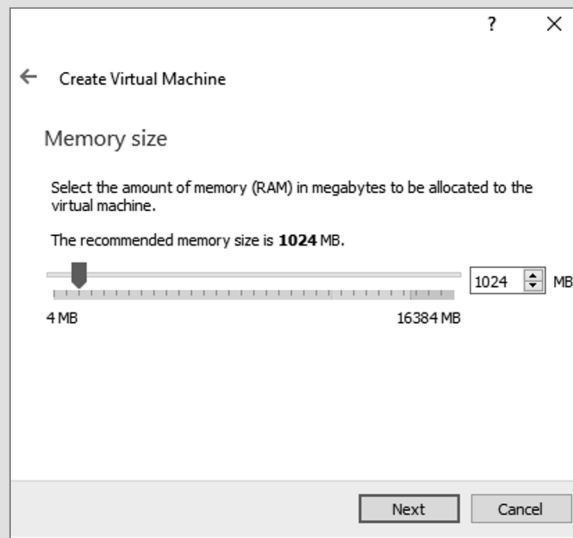 ?
Create Virtual Machine
Memory size
Select the amount of memory (RAM) in megabytes to be allocated to the
virtual machine.
The recommended memory size is 1024 MB.
1024 MB
4 MB 16384 MB
Next Cancel